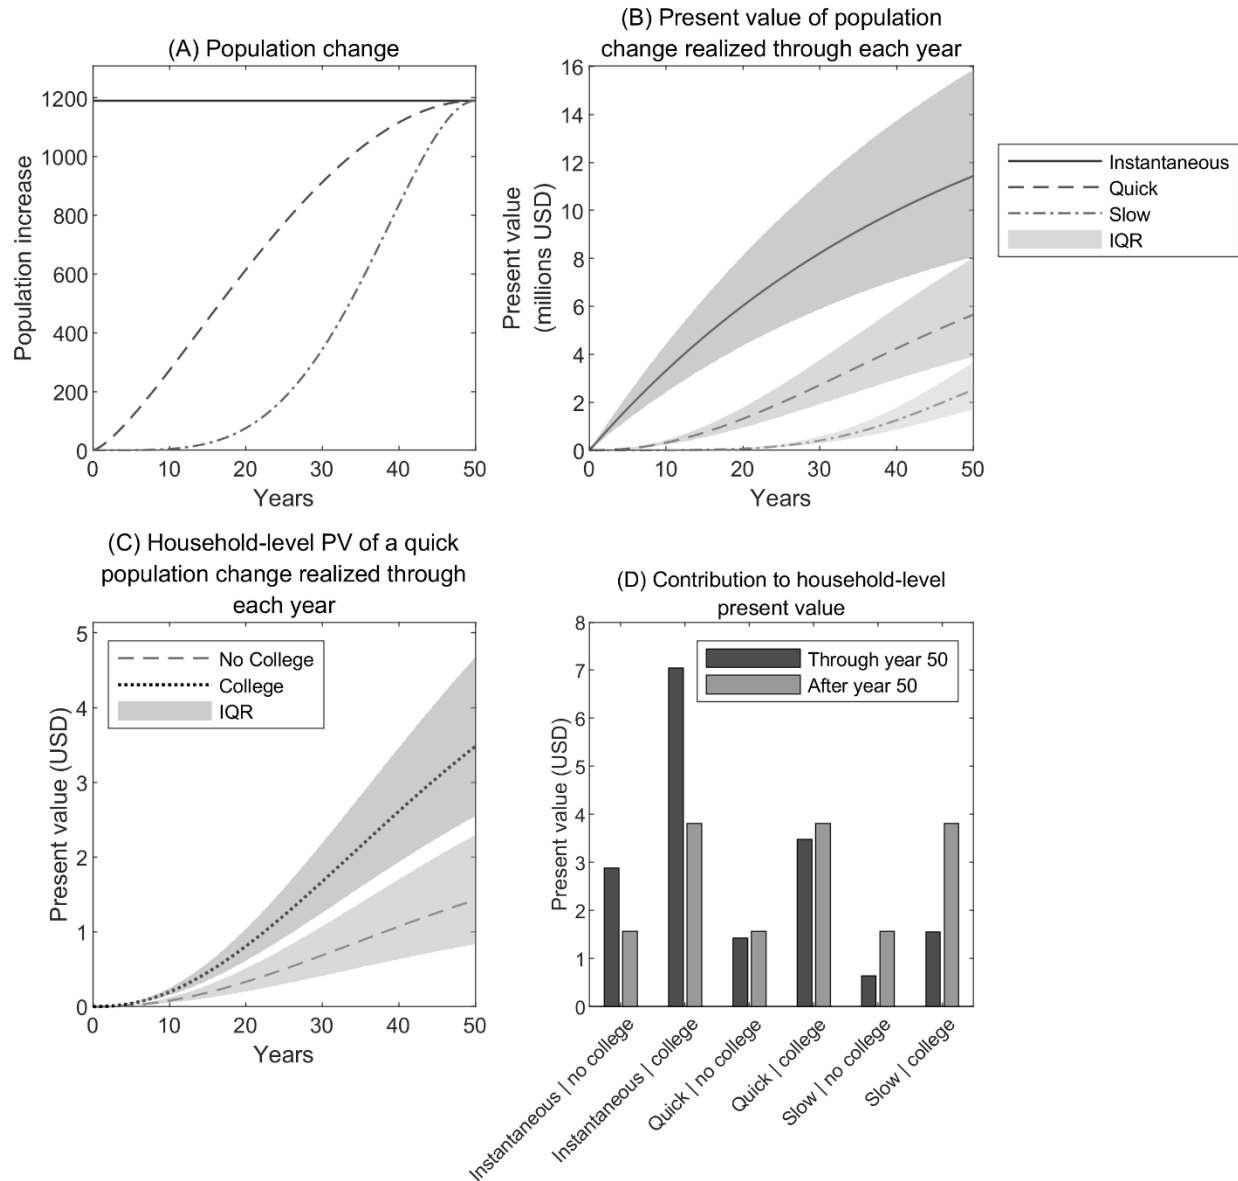 (A) Population change
1200
1000
800
600
400
200
0
Population increase
0 10 20 30 40 50
Years
(B) Present value of population
change realized through each year
16
14
12
10
8
6
4
2
0
Present value
(millions USD)
0 10 20 30 40 50
Years
Instantaneous
Quick
Slow
IQR
(C) Household-level PV of a quick
population change realized through
each year
5
4
3
2
1
0
Present value (USD)
No College
College
IQR
0 10 20 30 40 50
Years
(D) Contribution to household-level
present value
8
7
6
5
4
3
2
1
0
Present value (USD)
Through year 50
After year 50
Instantaneous | no college
Instantaneous | college
Quick | no college
Quick | college
Slow | no college
Slow | college